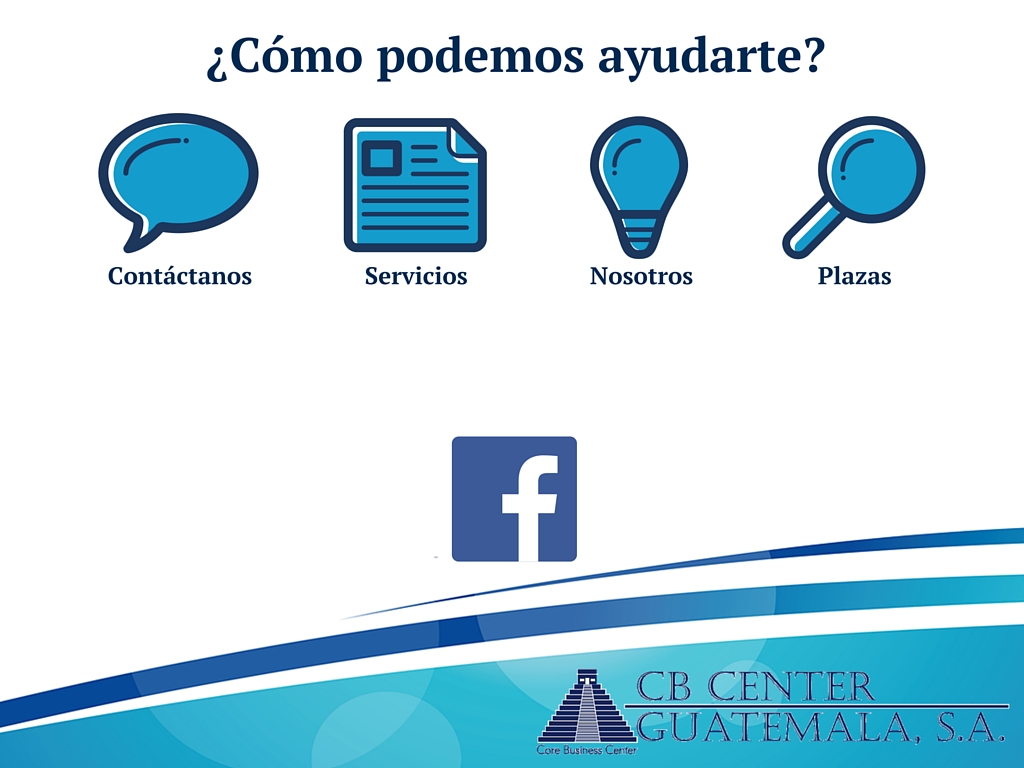 ¿Cómo podemos ayudarte?
Contáctanos
Servicios
Nosotros
Plazas
f
CB CENTER
GUATEMALA, S.A.
Core Business Center